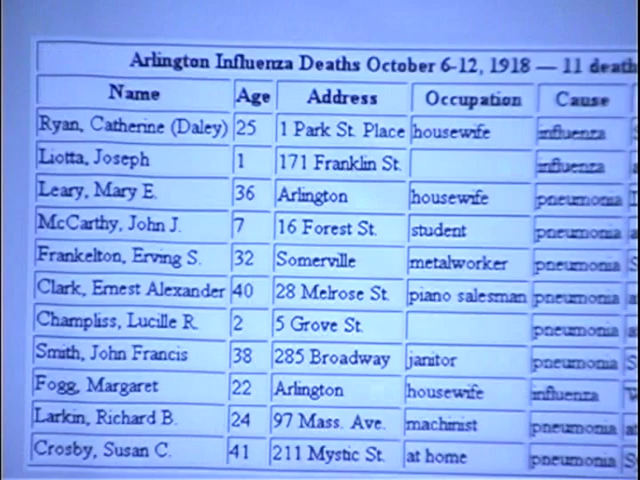 Arlington Influenza Deaths October 6-12, 1918 — 11 death
Name Age Address Occupation Cause
Ryan, Catherine (Daley) 25 1 Park St. Place housewife influenza
Liotta, Joseph 1 171 Franklin St. influenza
Leary, Mary E. 36 Arlington housewife pneumonia
McCarthy, John J. 7 16 Forest St. student pneumonia
Frankelton, Erving S. 32 Somerville metalworker pneumonia
Clark, Ernest Alexander 40 28 Melrose St. piano salesman pneumonia
Champliss, Lucille R. 2 5 Grove St. pneumonia
Smith, John Francis 38 285 Broadway janitor pneumonia
Fogg, Margaret 22 Arlington housewife influenza
Larkin, Richard B. 24 97 Mass. Ave. machinist pneumonia
Crosby, Susan C. 41 211 Mystic St. at home pneumonia